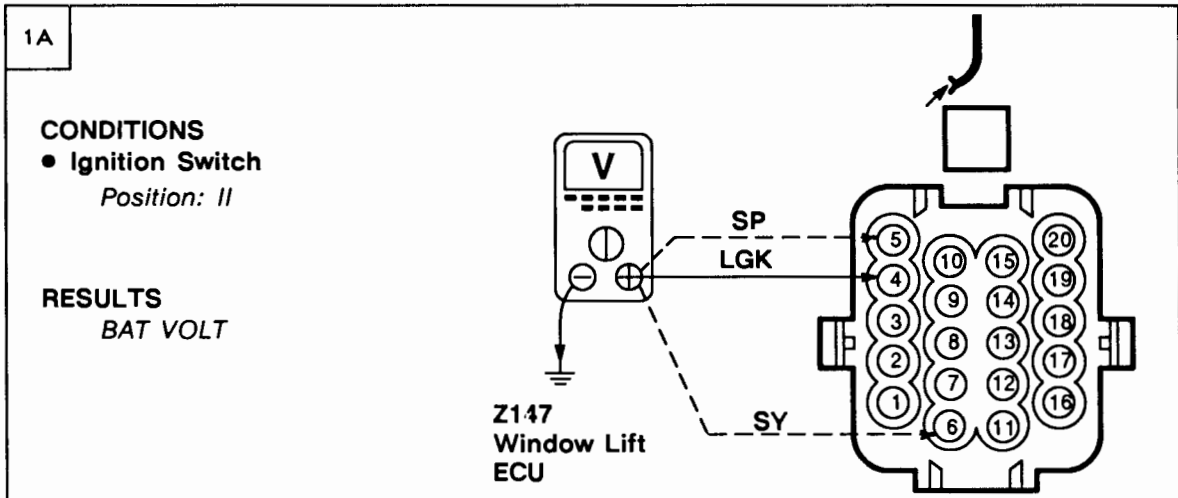 1A
CONDITIONS
● Ignition Switch
Position: II
RESULTS
BAT VOLT
V
SP
LGK
SY
Z147
Window Lift
ECU
5
4
3
2
1
10
9
8
7
6
15
14
13
12
11
20
19
18
17
16